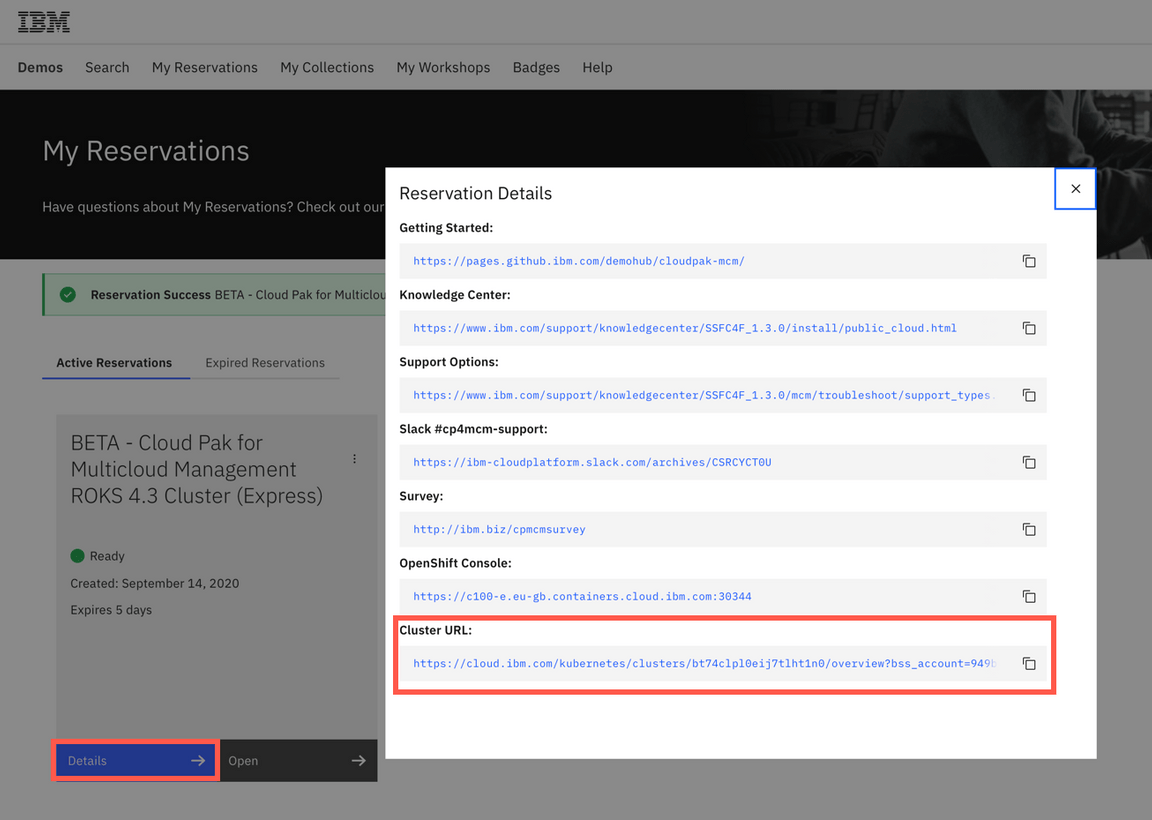 IBM
Demos Search My Reservations My Collections My Workshops Badges Help
My Reservations
Have questions about My Reservations? Check out our
Reservation Success BETA - Cloud Pak for Multiclou
Active Reservations Expired Reservations
BETA - Cloud Pak for
Multicloud Management
ROKS 4.3 Cluster (Express)
Ready
Created: September 14, 2020
Expires 5 days
Details Open
Reservation Details
Getting Started:
https://pages.github.ibm.com/demohub/cloudpak-mcm/
Knowledge Center:
https://www.ibm.com/support/knowledgecenter/SSFC4F_1.3.0/install/public_cloud.html
Support Options:
https://www.ibm.com/support/knowledgecenter/SSFC4F_1.3.0/mcm/troubleshoot/support_types.
Slack #cp4mcm-support:
https://ibm-cloudplatform.slack.com/archives/CSRCYCT0U
Survey:
http://ibm.biz/cpmcmsurvey
OpenShift Console:
https://c100-e.eu-gb.containers.cloud.ibm.com:30344
Cluster URL:
https://cloud.ibm.com/kubernetes/clusters/bt74clpl0eij7tlht1n0/overview?bss_account=949b